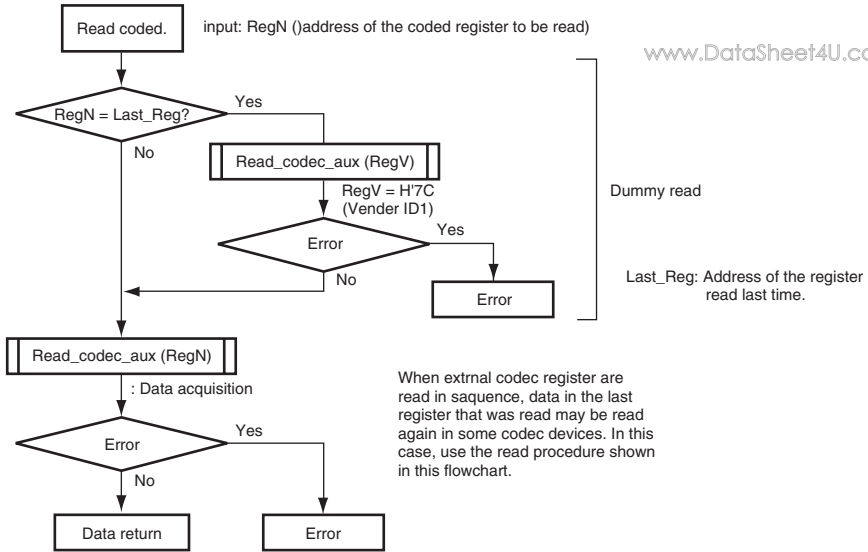 Read coded.
input: RegN ()address of the coded register to be read)
www.DataSheet4U.co
RegN = Last_Reg?
Yes
No
Read_codec_aux (RegV)
RegV = H'7C
(Vender ID1)
Dummy read
Error
Yes
No
Error
Last_Reg: Address of the register
read last time.
Read_codec_aux (RegN)
: Data acquisition
When extrnal codec register are
read in saquence, data in the last
register that was read may be read
again in some codec devices. In this
case, use the read procedure shown
in this flowchart.
Error
Yes
No
Data return
Error